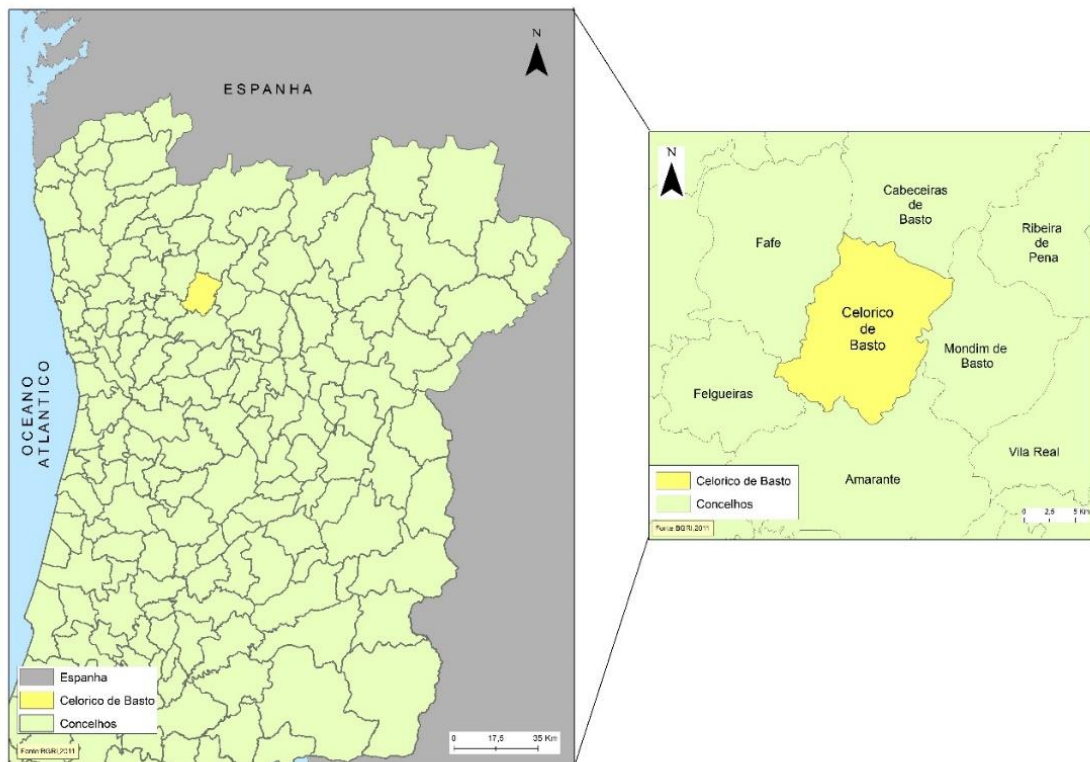 N
ESPANHA
OCEANO
ATLANTICO
Espanha
Celorico de Basto
Concelhos
Fonte:BGRI,2011
0 17,5 35 Km
N
Cabeceiras
de
Basto
Fafe
Ribeira
de
Pena
Celorico
de
Basto
Mondim de
Basto
Felgueiras
Vila Real
Amarante
Celorico de Basto
Concelhos
Fonte:BGRI,2011
0 2,5 5 Km